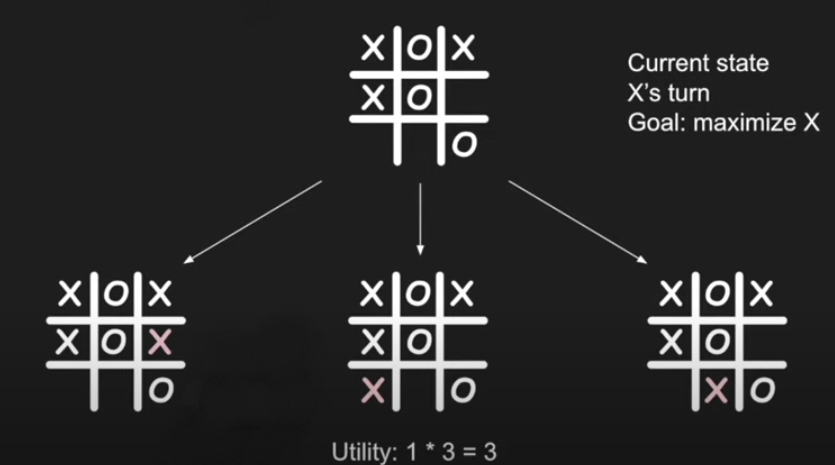 X O X
X O
O
Current state
X's turn
Goal: maximize X
X O X
X O X
O
X O X
X O
X O
X O X
X O
X O
Utility: 1 * 3 = 3